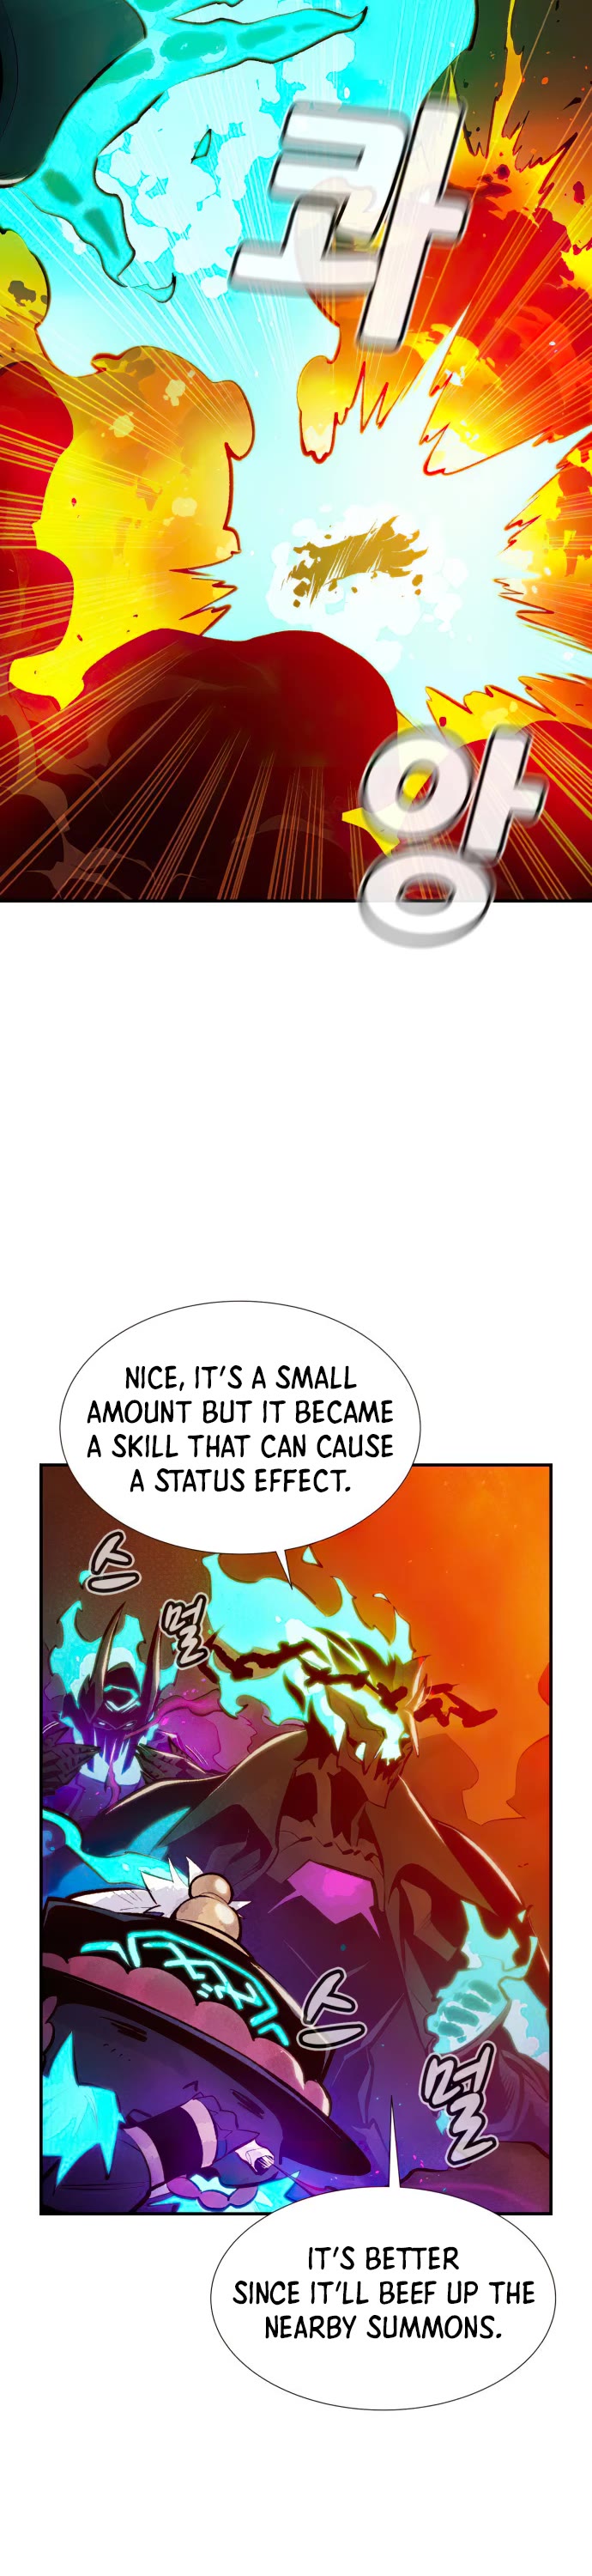 콰
앙
NICE, IT'S A SMALL
AMOUNT BUT IT BECAME
A SKILL THAT CAN CAUSE
A STATUS EFFECT.
스
멀
스
멀
IT'S BETTER
SINCE IT'LL BEEF UP THE
NEARBY SUMMONS.